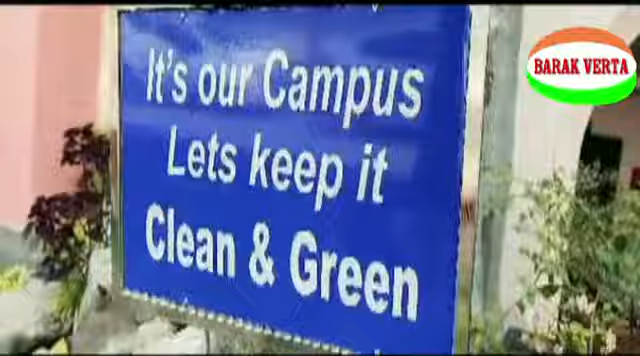 It's our Campus
Lets keep it
Clean & Green
BARAK VERTA